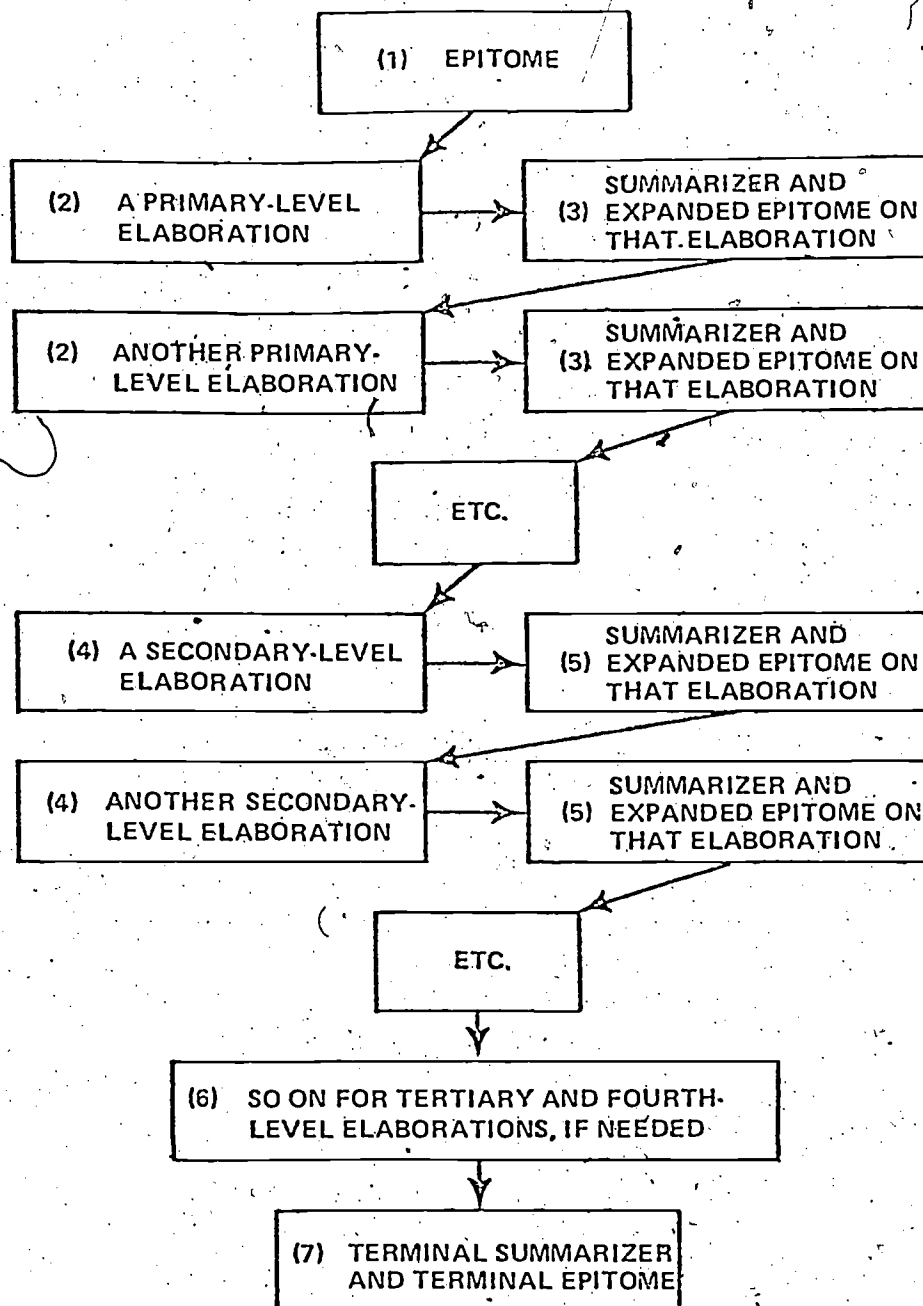 (1) EPITOME
(2) A PRIMARY-LEVEL
ELABORATION
SUMMARIZER AND
(3) EXPANDED EPITOME ON
THAT ELABORATION
(2) ANOTHER PRIMARY-
LEVEL ELABORATION
SUMMARIZER AND
(3) EXPANDED EPITOME ON
THAT ELABORATION
ETC.
(4) A SECONDARY-LEVEL
ELABORATION
SUMMARIZER AND
(5) EXPANDED EPITOME ON
THAT ELABORATION
(4) ANOTHER SECONDARY-
LEVEL ELABORATION
SUMMARIZER AND
(5) EXPANDED EPITOME ON
THAT ELABORATION
ETC.
(6) SO ON FOR TERTIARY AND FOURTH-
LEVEL ELABORATIONS, IF NEEDED
(7) TERMINAL SUMMARIZER
AND TERMINAL EPITOME